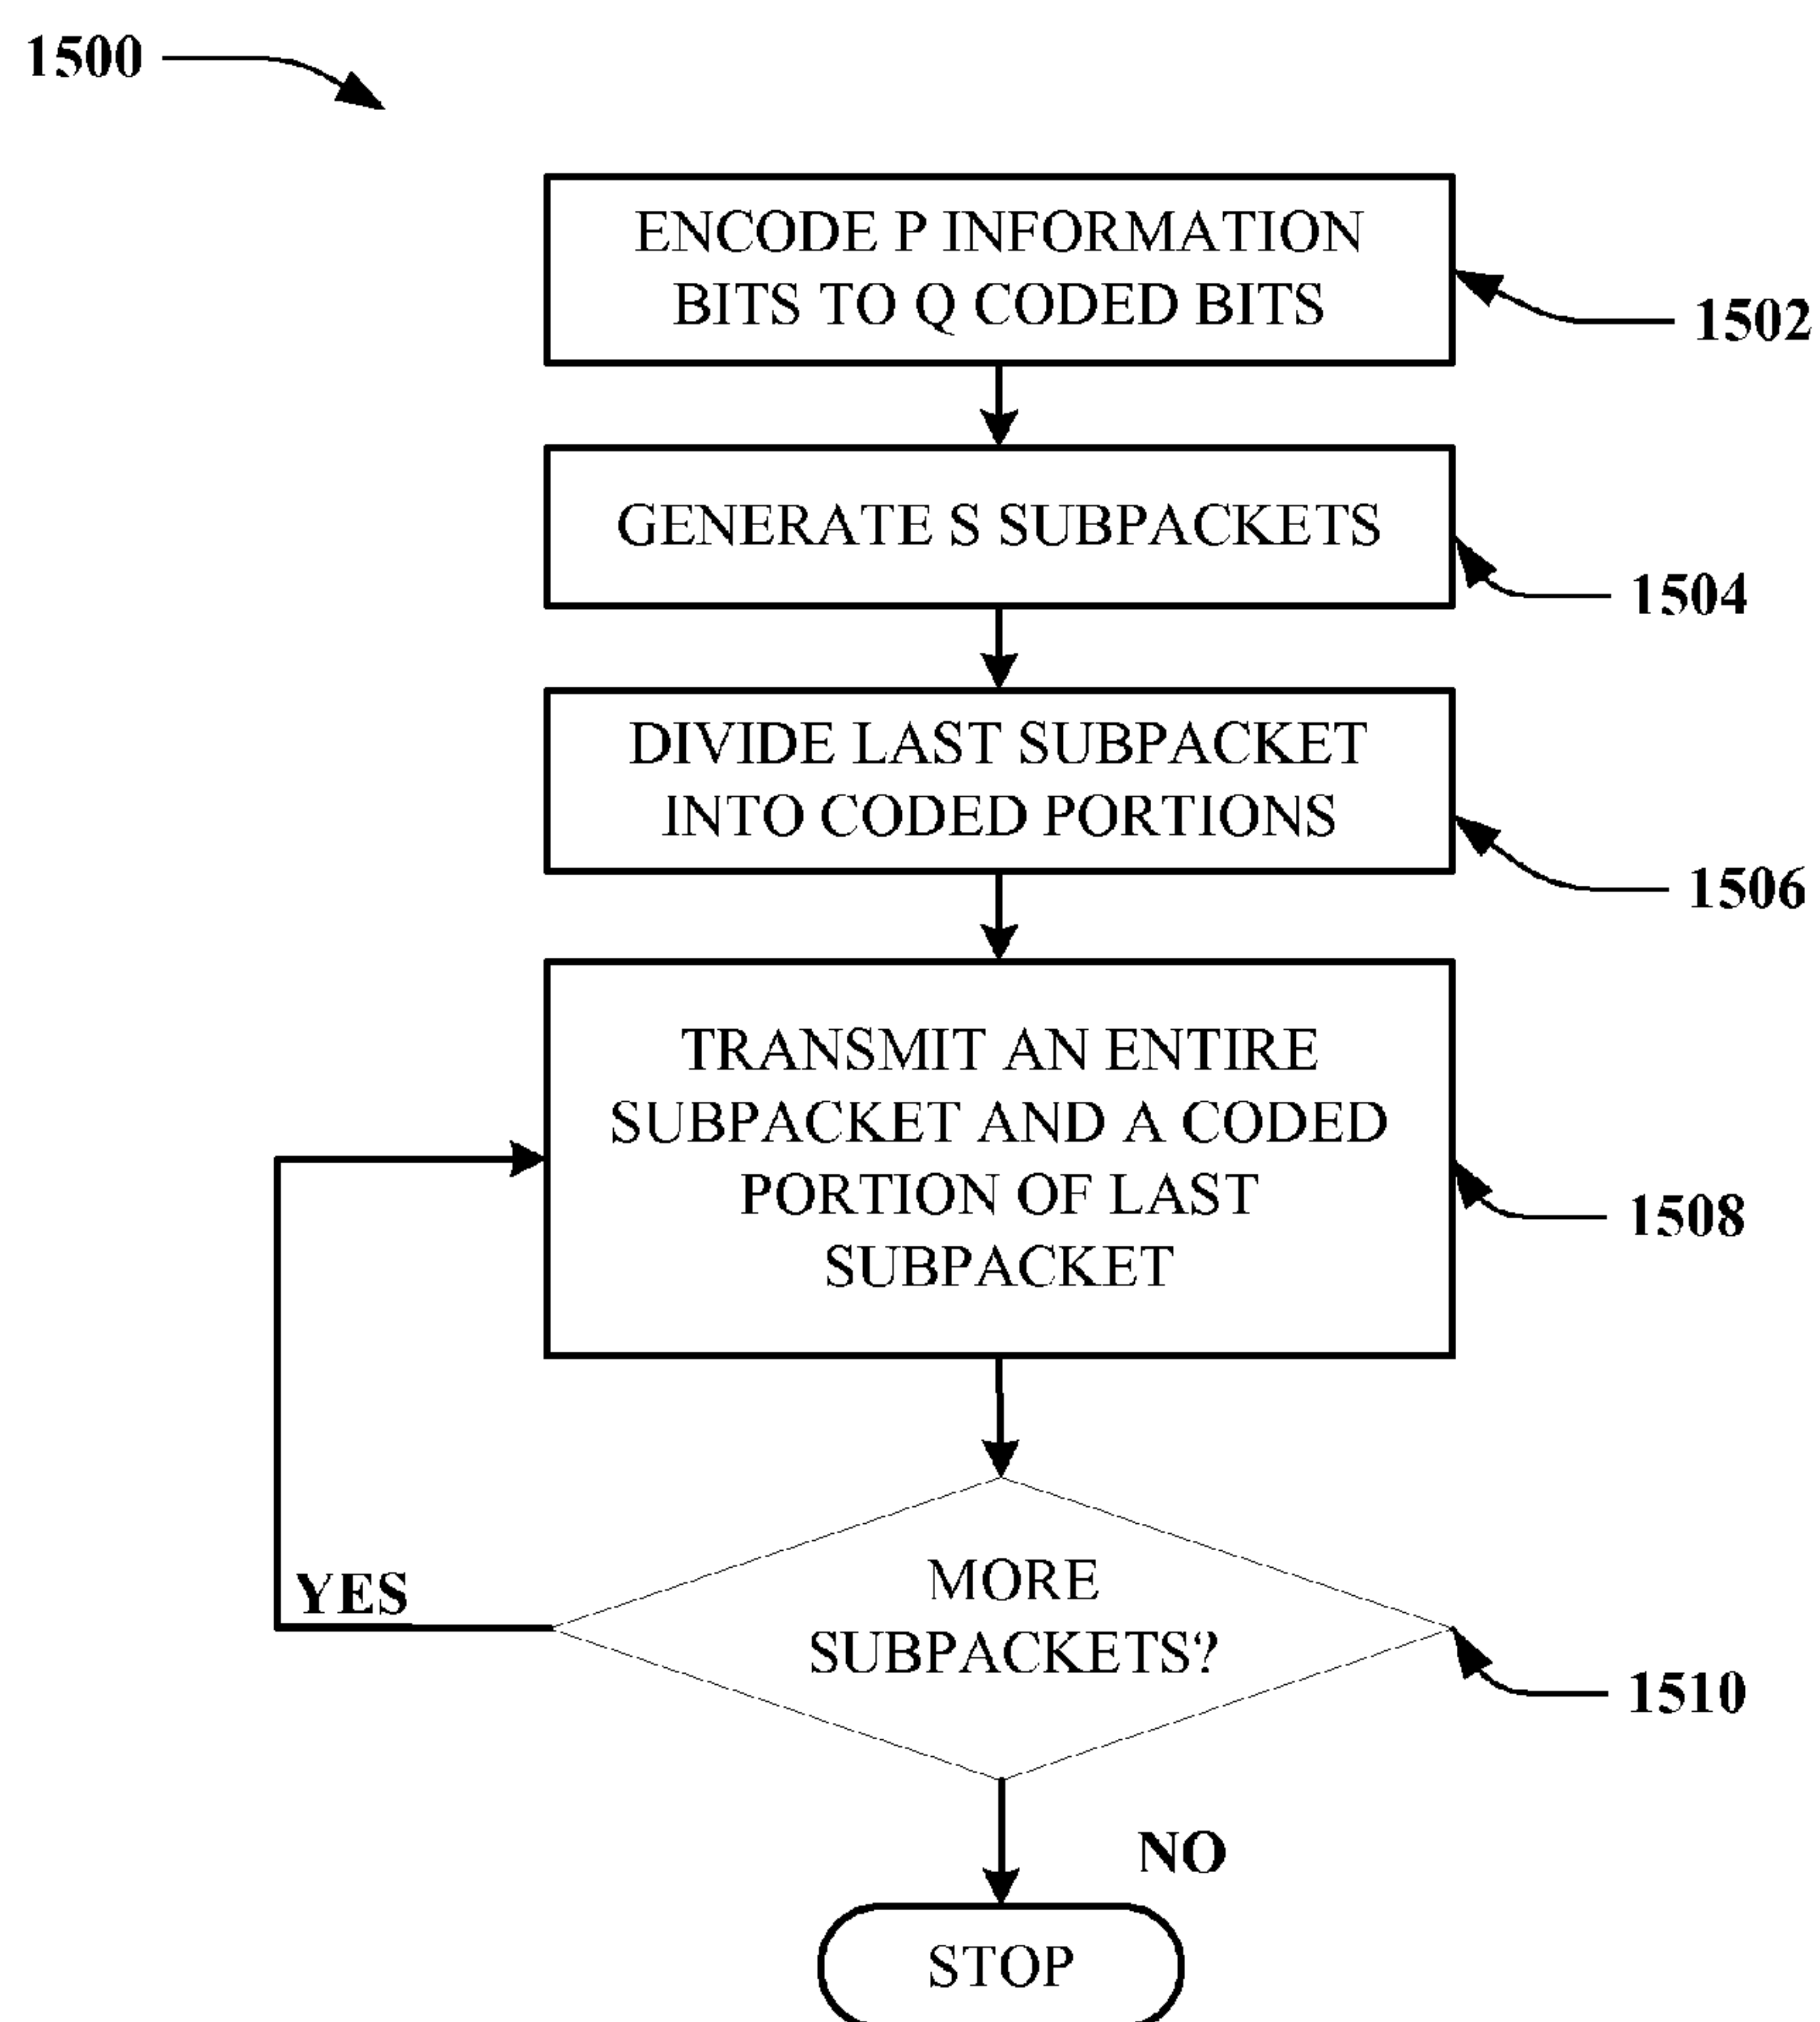 1500
ENCODE P INFORMATION
BITS TO Q CODED BITS
1502
GENERATE S SUBPACKETS
1504
DIVIDE LAST SUBPACKET
INTO CODED PORTIONS
1506
TRANSMIT AN ENTIRE
SUBPACKET AND A CODED
PORTION OF LAST
SUBPACKET
1508
YES
MORE
SUBPACKETS?
1510
NO
STOP